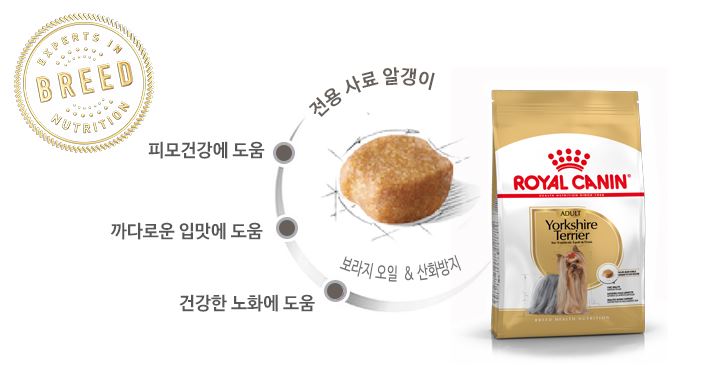 EXPERTS IN
BREED
NUTRITION
전용 사료 알갱이
피모건강에 도움
까다로운 입맛에 도움
건강한 노화에 도움
보라지 오일 & 산화방지
ROYAL CANIN
ADULT
Yorkshire
Terrier
BREED HEALTH NUTRITION